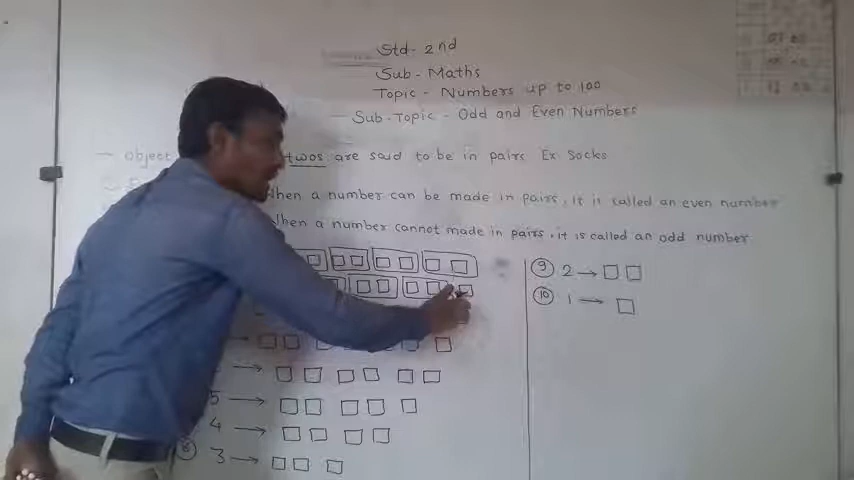 Std- 2nd
Sub- Maths
Topic - Numbers up to 100
Sub-Topic - Odd and Even Numbers
→ object twos are said to be in pairs Ex. Socks
When a number can be made in pairs, it is called an even number
When a number cannot made in pairs, it is called an odd number
5 →
4 →
⑧ 3 →
⑨ 2 →
⑩ 1 →